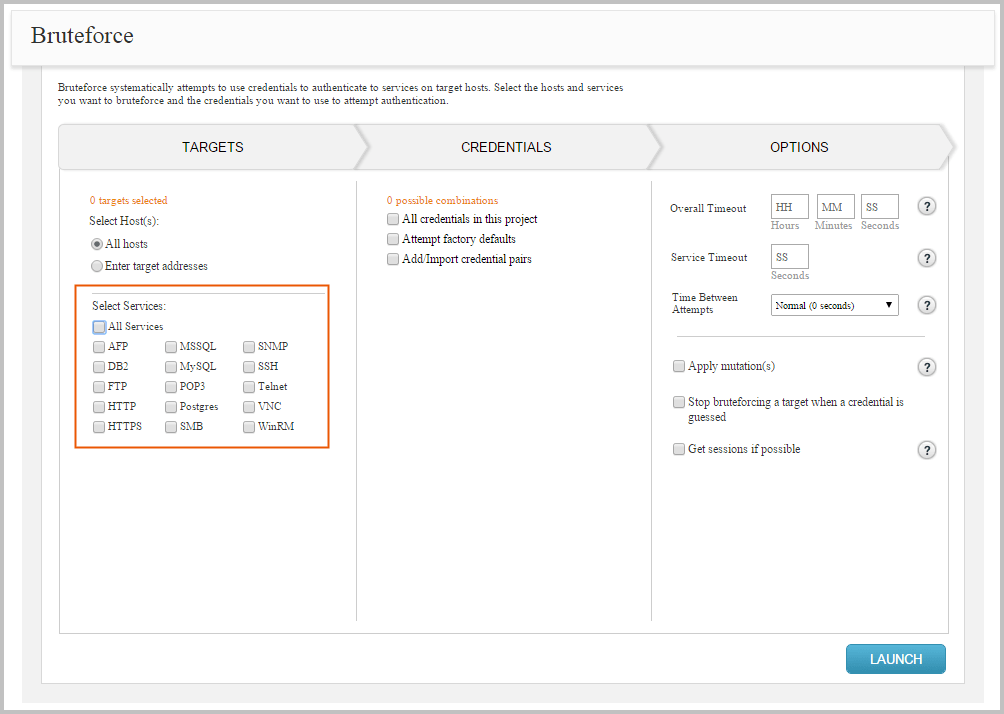 Bruteforce
Bruteforce systematically attempts to use credentials to authenticate to services on target hosts. Select the hosts and services
you want to bruteforce and the credentials you want to use to attempt authentication.
TARGETS
CREDENTIALS
OPTIONS
0 targets selected
Select Host(s):
All hosts
Enter target addresses
Select Services:
All Services
AFP MSSQL SNMP
DB2 MySQL SSH
FTP POP3 Telnet
HTTP Postgres VNC
HTTPS SMB WinRM
0 possible combinations
All credentials in this project
Attempt factory defaults
Add/Import credential pairs
Overall Timeout HH MM SS ?
Hours Minutes Seconds
Service Timeout SS ?
Seconds
Time Between
Attempts Normal (0 seconds) ?
Apply mutation(s) ?
Stop bruteforcing a target when a credential is
guessed
Get sessions if possible ?
LAUNCH